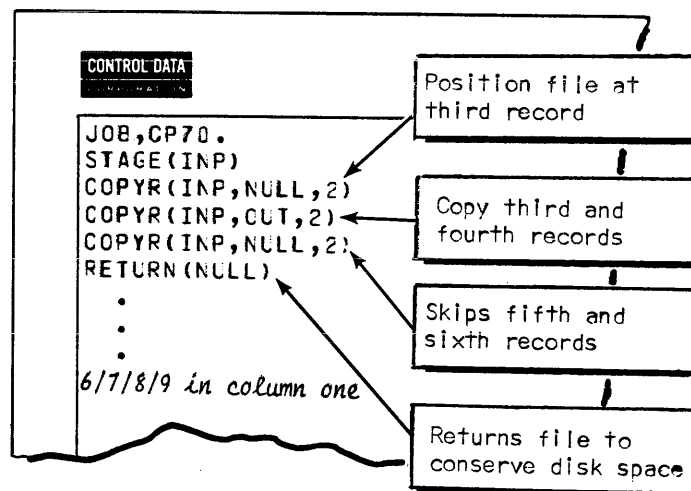 CONTROL DATA
CORPORATION
JOB,CP70.
STAGE(INP)
COPYR(INP,NULL,2)
COPYR(INP,OUT,2)
COPYR(INP,NULL,2)
RETURN(NULL)
.
.
.
6/7/8/9 in column one
Position file at
third record
Copy third and
fourth records
Skips fifth and
sixth records
Returns file to
conserve disk space